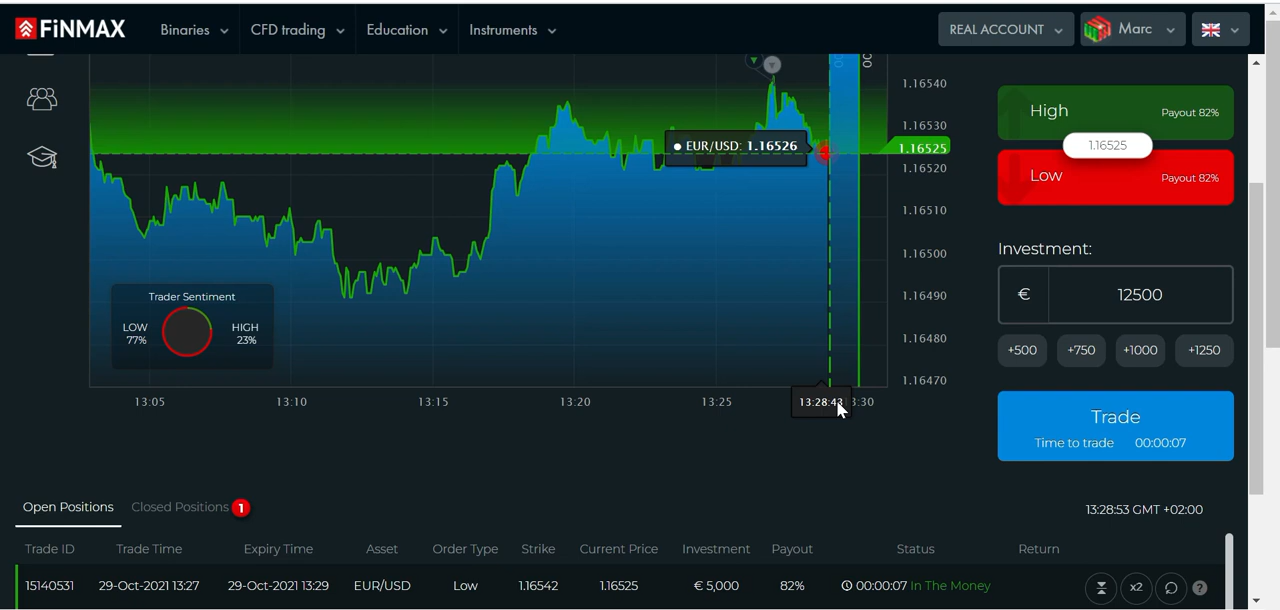 FiNMAX Binaries CFD trading Education Instruments REAL ACCOUNT Marc
1.16540
1.16530
1.16525
1.16520
1.16510
1.16500
1.16490
1.16480
1.16470
EUR/USD: 1.16526
Trader Sentiment
LOW 77%
HIGH 23%
13:05 13:10 13:15 13:20 13:25 3:30
13:28:43
High Payout 82%
1.16525
Low Payout 82%
Investment:
€ 12500
+500 +750 +1000 +1250
Trade
Time to trade 00:00:07
Open Positions Closed Positions 1 13:28:53 GMT +02:00
Trade ID Trade Time Expiry Time Asset Order Type Strike Current Price Investment Payout Status Return
15140531 29-Oct-2021 13:27 29-Oct-2021 13:29 EUR/USD Low 1.16542 1.16525 € 5,000 82% 00:00:07 In The Money x2 ?